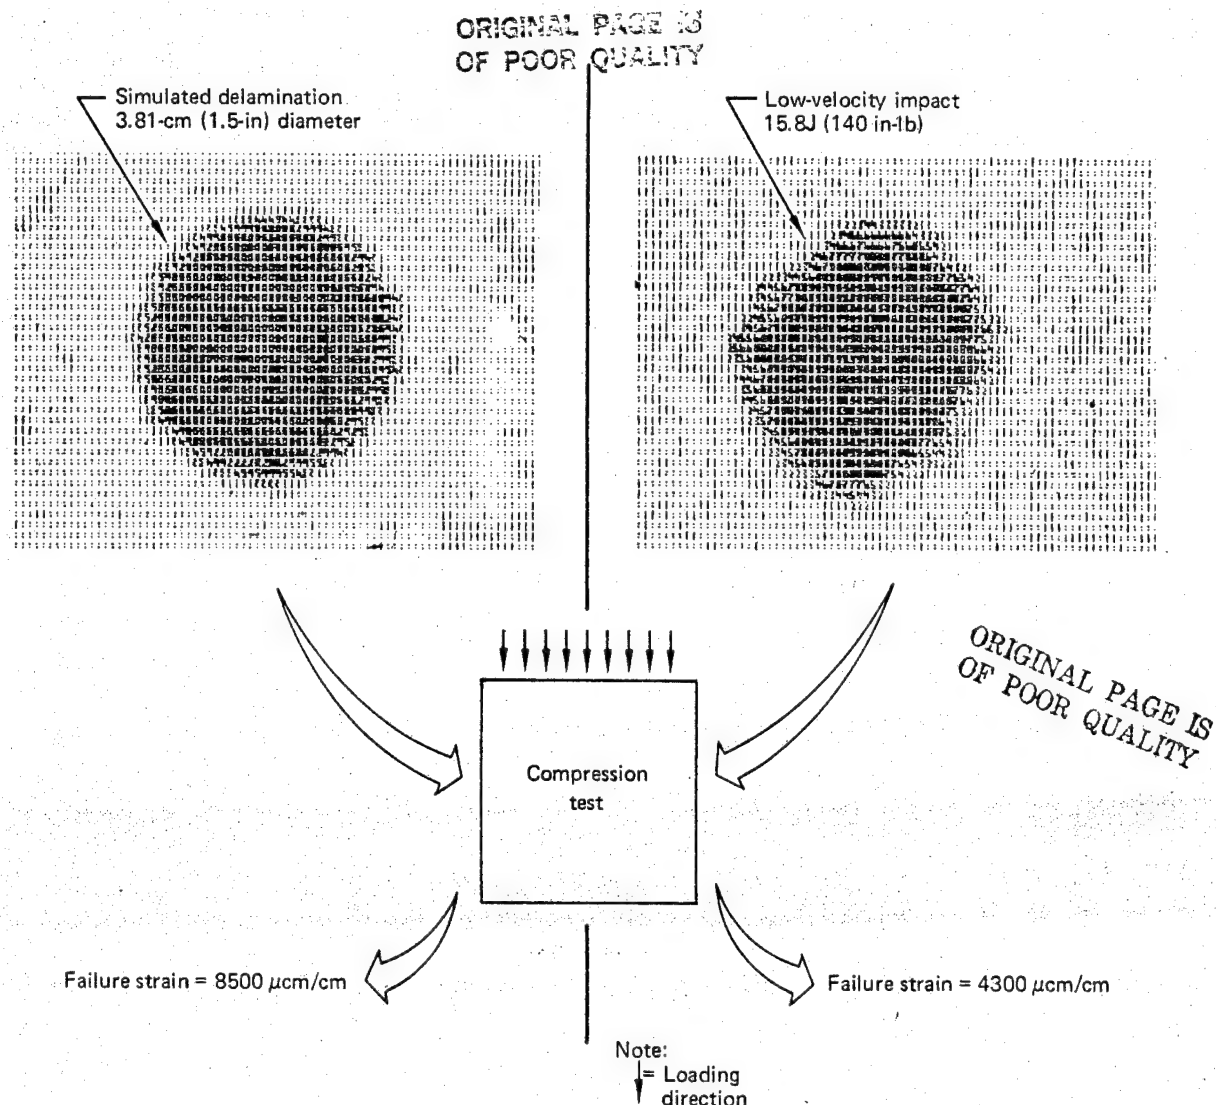 ORIGINAL PAGE IS
OF POOR QUALITY
Simulated delamination
3.81-cm (1.5-in) diameter
Low-velocity impact
15.8J (140 in-lb)
ORIGINAL PAGE IS
OF POOR QUALITY
Compression
test
Failure strain = 8500 μcm/cm
Failure strain = 4300 μcm/cm
Note:
= Loading
direction